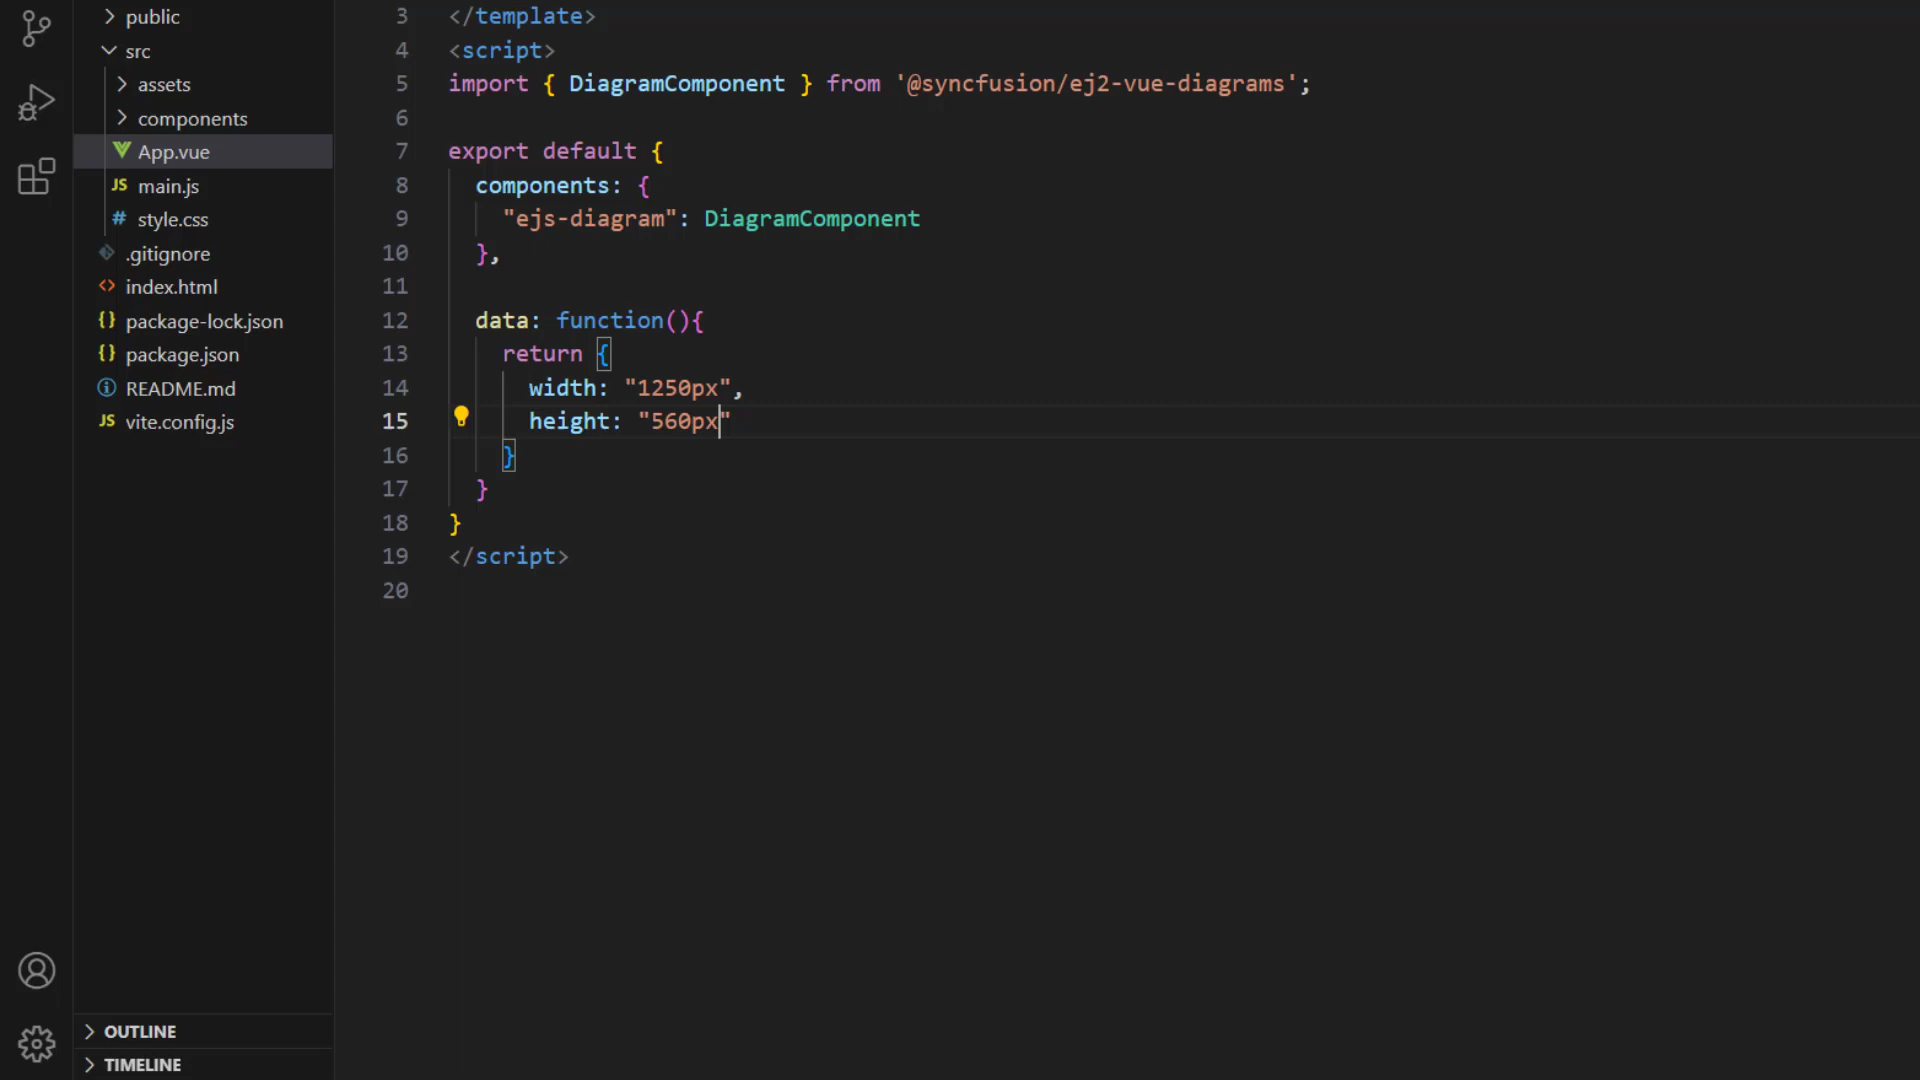 public
src
assets
components
App.vue
JS main.js
# style.css
.gitignore
<> index.html
{} package-lock.json
{} package.json
README.md
JS vite.config.js
OUTLINE
TIMELINE
3 </template>
4 <script>
5 import { DiagramComponent } from '@syncfusion/ej2-vue-diagrams';
6
7 export default {
8 components: {
9 "ejs-diagram": DiagramComponent
10 },
11
12 data: function(){
13 return {
14 width: "1250px",
15 height: "560px"
16 }
17 }
18 }
19 </script>
20